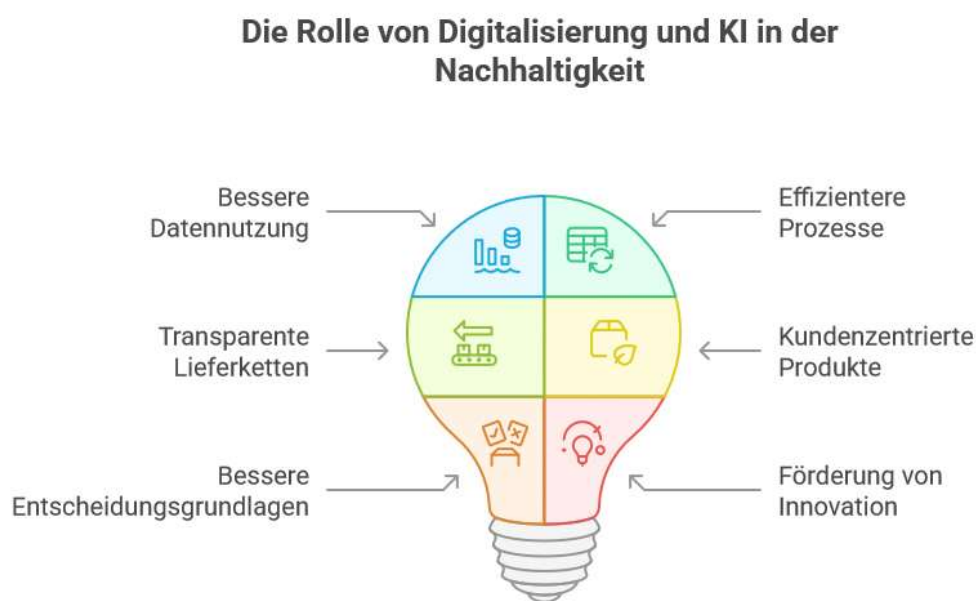 Die Rolle von Digitalisierung und KI in der
Nachhaltigkeit
Bessere
Datennutzung
Effizientere
Prozesse
Transparente
Lieferketten
Kundenzentrierte
Produkte
Bessere
Entscheidungsgrundlagen
Förderung von
Innovation